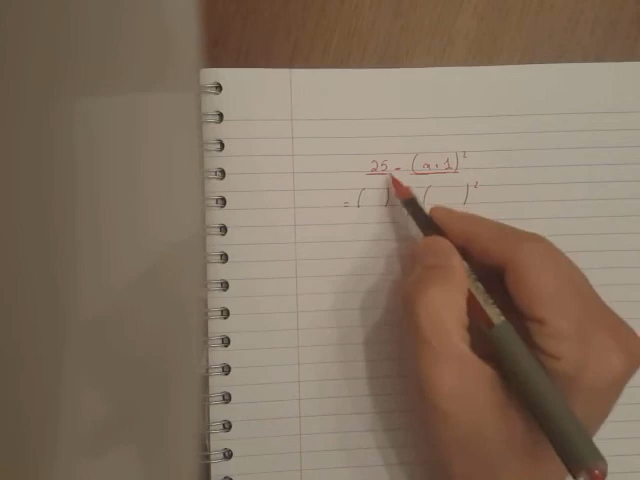 25 - (x+1)²
= ( ) ( )²